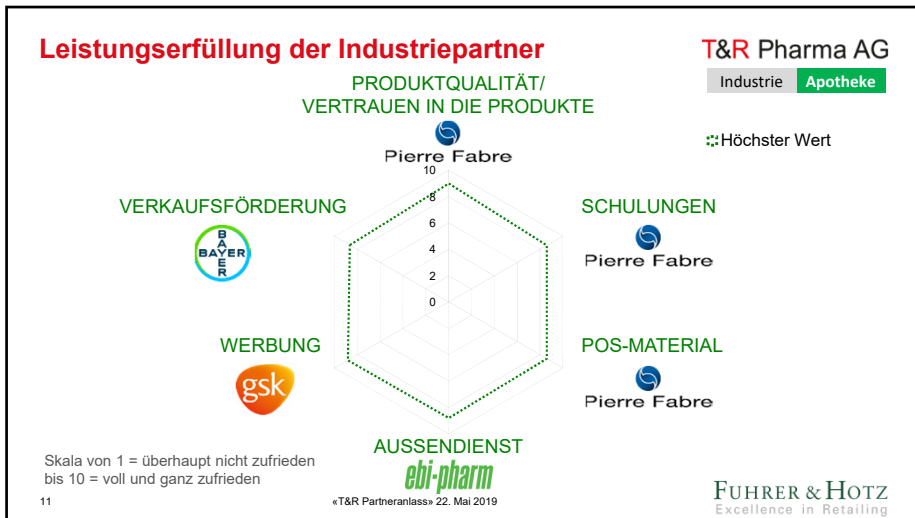 Leistungserfüllung der Industriepartner
T&R Pharma AG
Industrie Apotheke
Höchster Wert
PRODUKTQUALITÄT/
VERTRAUEN IN DIE PRODUKTE
Pierre Fabre
VERKAUFSFÖRDERUNG
BAYER
BAYER
SCHULUNGEN
Pierre Fabre
10
8
6
4
2
0
WERBUNG
gsk
POS-MATERIAL
Pierre Fabre
AUSSENDIENST
ebi-pharm
Skala von 1 = überhaupt nicht zufrieden
bis 10 = voll und ganz zufrieden
11
«T&R Partneranlass» 22. Mai 2019
FUHRER & HOTZ
Excellence in Retailing